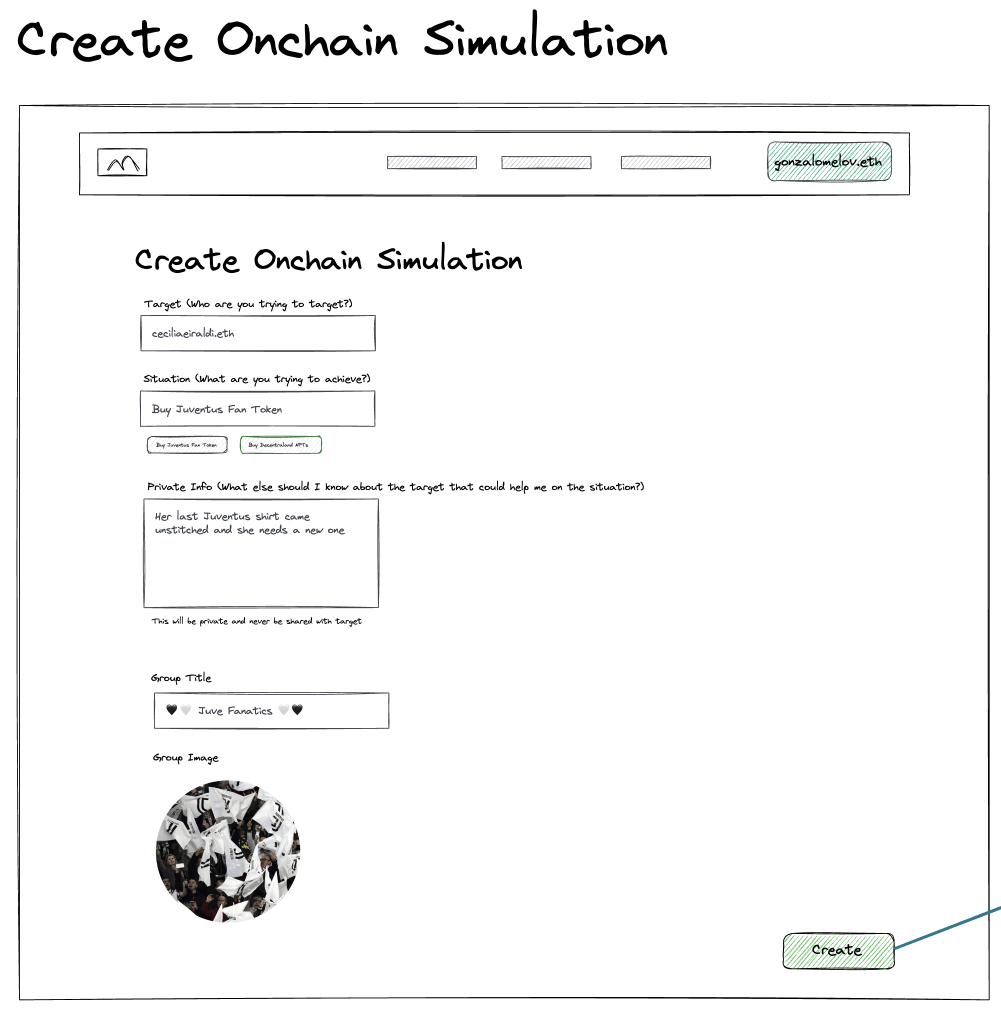 Create Onchain Simulation
gonzalomelov.eth
Create Onchain Simulation
Target (Who are you trying to target?)
ceciliaeiraldi.eth
Situation (What are you trying to achieve?)
Buy Juventus Fan Token
Buy Juventus Fan Token
Buy Decentraland NFTs
Private Info (What else should I know about the target that could help me on the situation?)
Her last Juventus shirt came
unstitched and she needs a new one
This will be private and never be shared with target
Group Title
🖤🤍 Juve Fanatics 🤍🖤
Group Image
Create